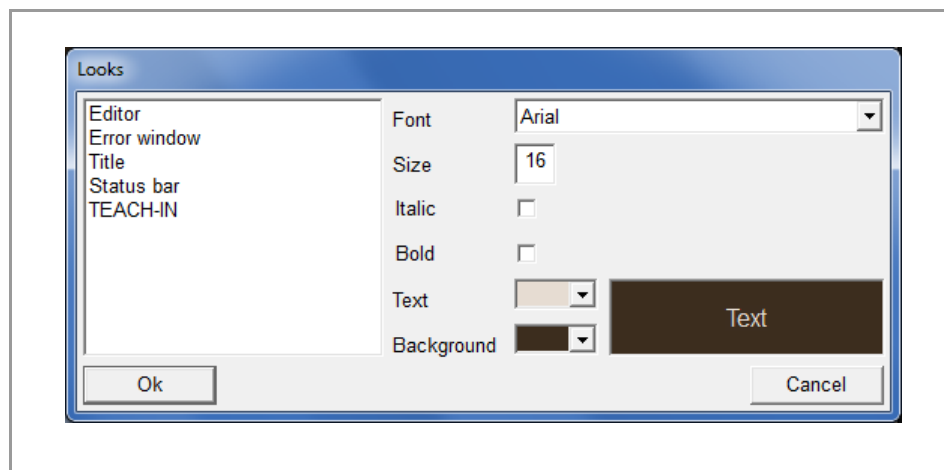 Looks
Editor
Error window
Title
Status bar
TEACH-IN
Font
Arial
Size
16
Italic
Bold
Text
Background
Text
Ok
Cancel